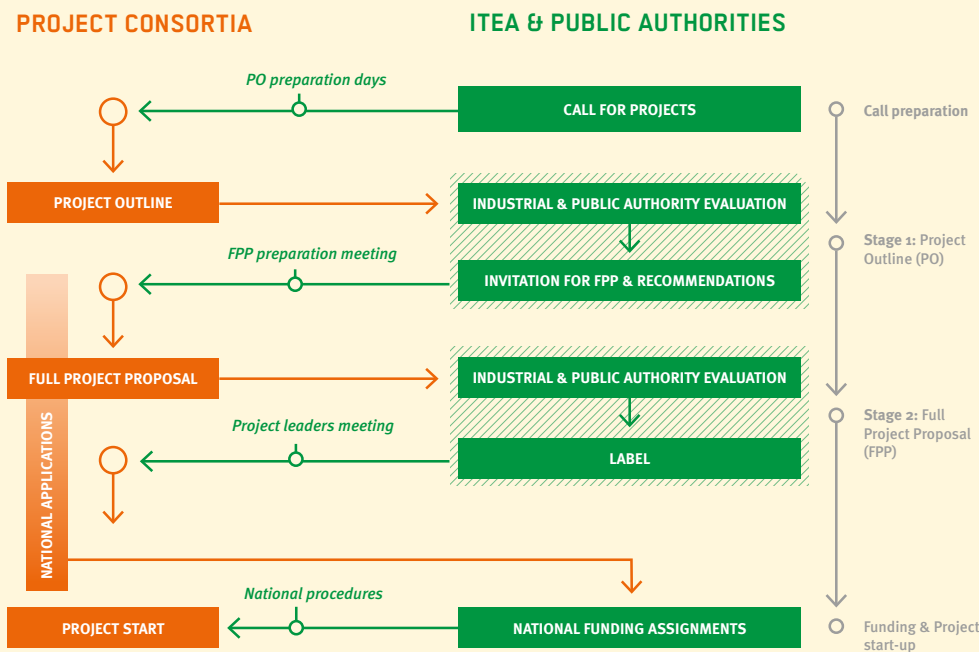 PROJECT CONSORTIA
ITEA & PUBLIC AUTHORITIES
PO preparation days
CALL FOR PROJECTS
Call preparation
PROJECT OUTLINE
INDUSTRIAL & PUBLIC AUTHORITY EVALUATION
Stage 1: Project
Outline (PO)
FPP preparation meeting
INVITATION FOR FPP & RECOMMENDATIONS
FULL PROJECT PROPOSAL
INDUSTRIAL & PUBLIC AUTHORITY EVALUATION
Stage 2: Full
Project Proposal
(FPP)
Project leaders meeting
LABEL
NATIONAL APPLICATIONS
National procedures
PROJECT START
NATIONAL FUNDING ASSIGNMENTS
Funding & Project
start-up